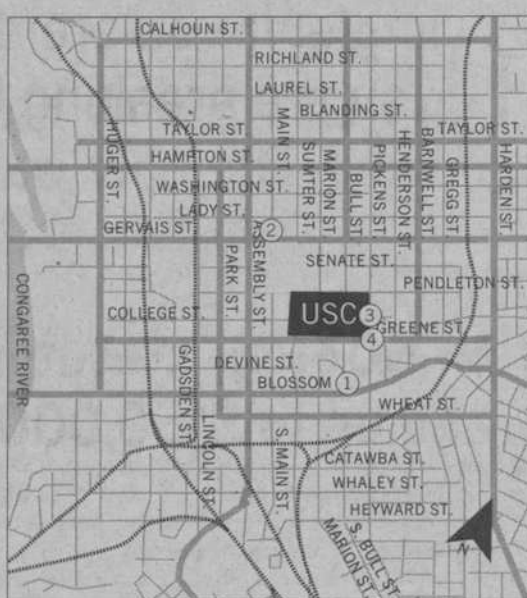 CALHOUN ST.
RICHLAND ST.
LAUREL ST.
BLANDING ST.
TAYLOR ST.
TAYLOR ST.
HUGER ST.
HAMPTON ST.
MAIN ST.
SUMTER ST.
MARION ST.
BULL ST.
PICKENS ST.
HENDERSON ST.
BARNWELL ST.
GREGG ST.
HARDEN ST.
WASHINGTON ST.
LADY ST.
GERVAIS ST.
ASSEMBLY ST.
2
PARK ST.
SENATE ST.
PENDLETON ST.
CONGAREE RIVER
COLLEGE ST.
USC
3
GREENE ST.
4
GADSDEN ST.
DEVINE ST.
BLOSSOM
1
WHEAT ST.
LINCOLN ST.
S. MAIN ST.
CATAWBA ST.
WHALEY ST.
HEYWARD ST.
S. BULL ST.
MARION ST.
N